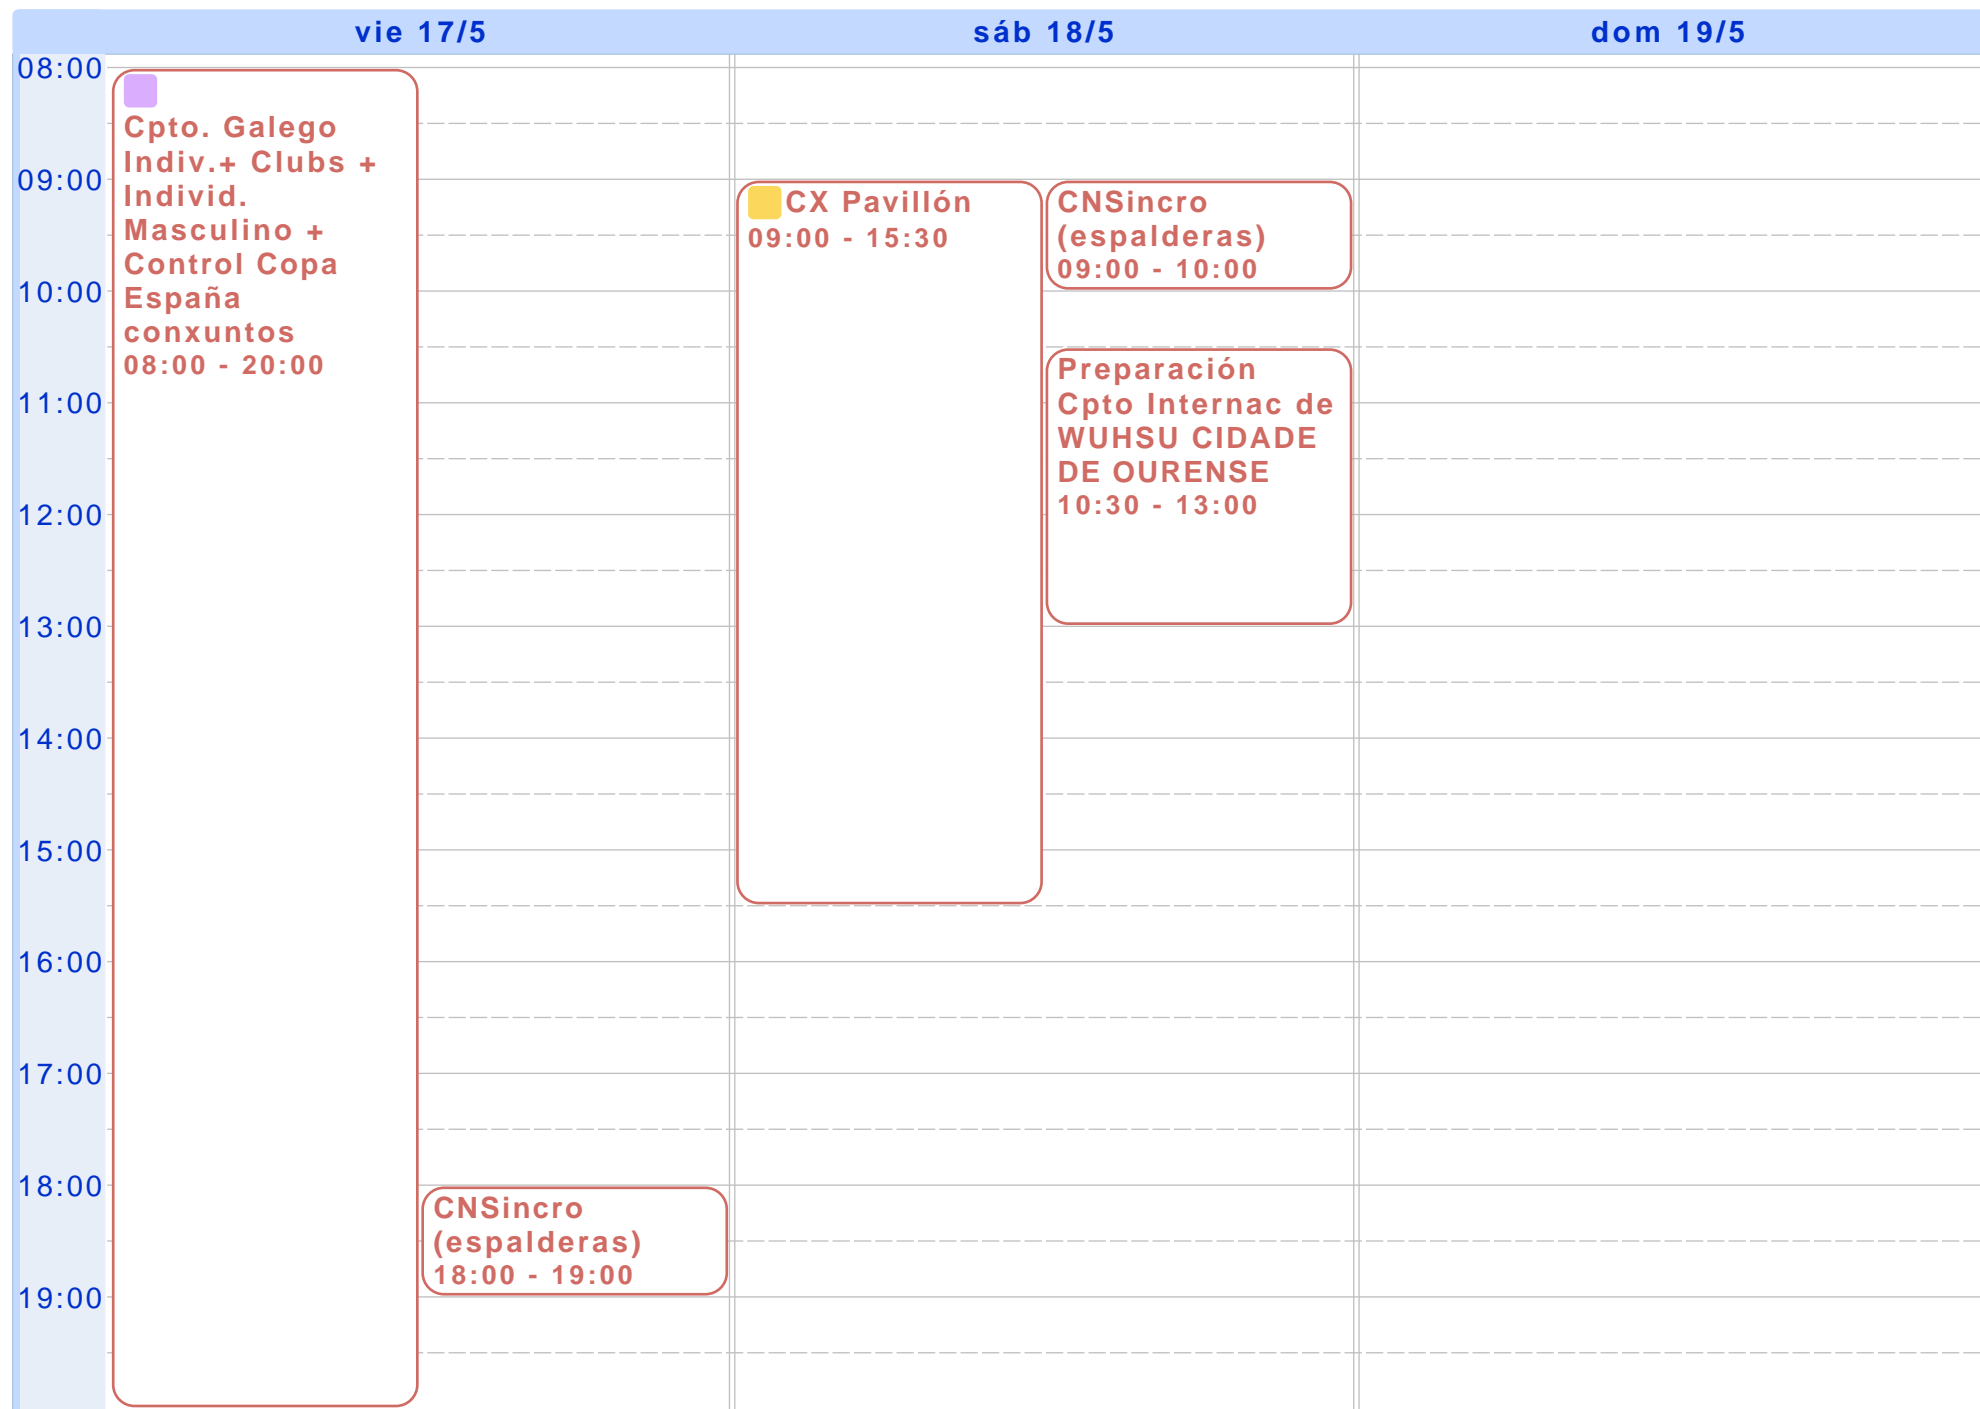 vie 17/5
sáb 18/5
dom 19/5
08:00
09:00
10:00
11:00
12:00
13:00
14:00
15:00
16:00
17:00
18:00
19:00
Cpto. Galego
Indiv.+ Clubs +
Individ.
Masculino +
Control Copa
España
conxuntos
08:00 - 20:00
CNSincro
(espalderas)
18:00 - 19:00
CX Pavillón
09:00 - 15:30
CNSincro
(espalderas)
09:00 - 10:00
Preparación
Cpto Internac de
WUHSU CIDADE
DE OURENSE
10:30 - 13:00